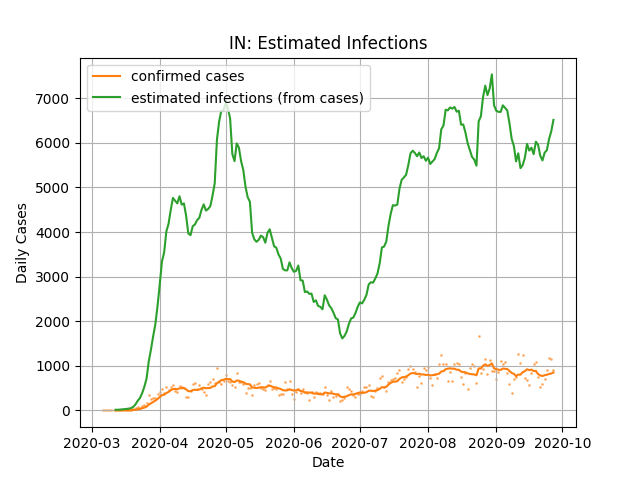 IN: Estimated Infections
confirmed cases
estimated infections (from cases)
Daily Cases
7000
6000
5000
4000
3000
2000
1000
0
2020-03 2020-04 2020-05 2020-06 2020-07 2020-08 2020-09 2020-10
Date